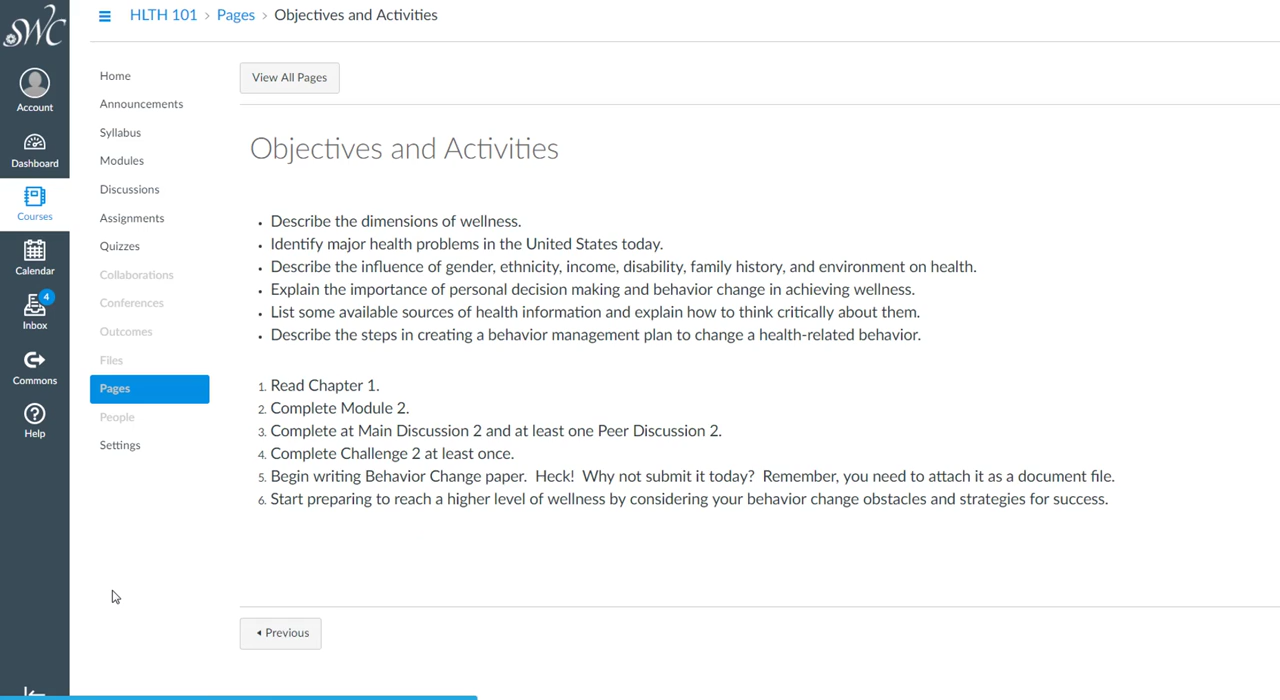 SWC
HLTH 101 > Pages > Objectives and Activities
Account
Dashboard
Courses
Calendar
4
Inbox
Commons
Help
Home
Announcements
Syllabus
Modules
Discussions
Assignments
Quizzes
Collaborations
Conferences
Outcomes
Files
Pages
People
Settings
View All Pages
Objectives and Activities
• Describe the dimensions of wellness.
• Identify major health problems in the United States today.
• Describe the influence of gender, ethnicity, income, disability, family history, and environment on health.
• Explain the importance of personal decision making and behavior change in achieving wellness.
• List some available sources of health information and explain how to think critically about them.
• Describe the steps in creating a behavior management plan to change a health-related behavior.
1. Read Chapter 1.
2. Complete Module 2.
3. Complete at Main Discussion 2 and at least one Peer Discussion 2.
4. Complete Challenge 2 at least once.
5. Begin writing Behavior Change paper.  Heck!  Why not submit it today?  Remember, you need to attach it as a document file.
6. Start preparing to reach a higher level of wellness by considering your behavior change obstacles and strategies for success.
Previous